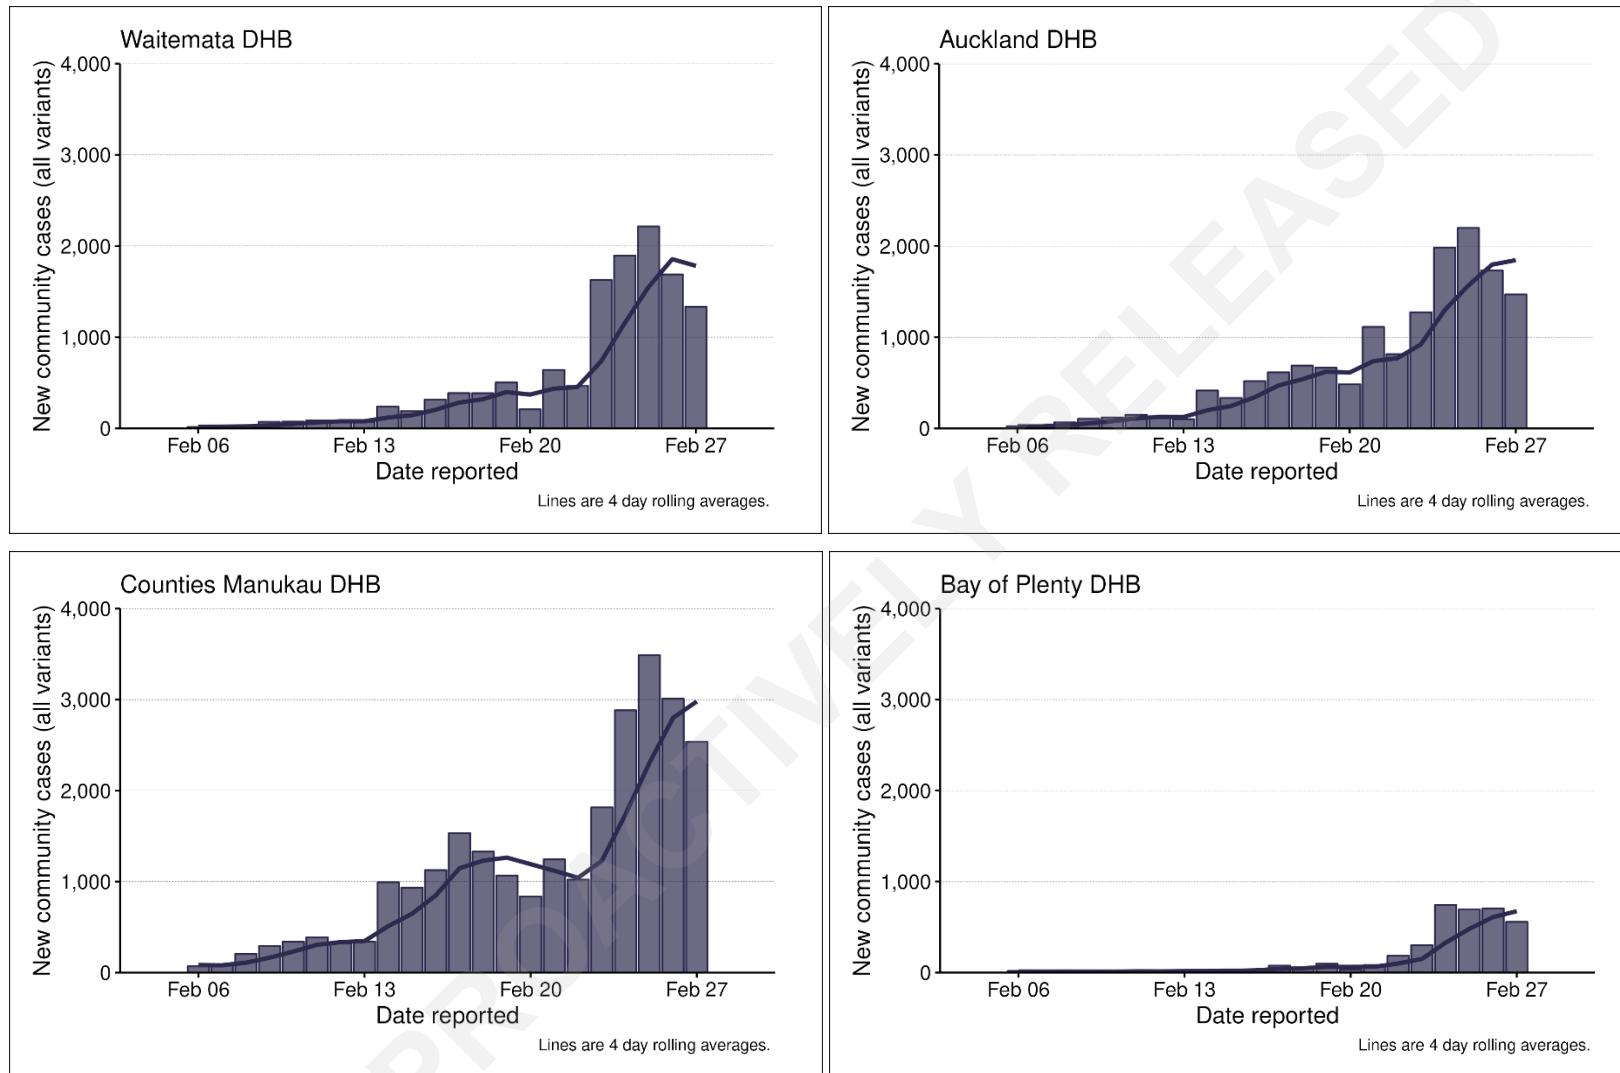 Waitemata DHB
New community cases (all variants)
4,000
3,000
2,000
1,000
0
Feb 06
Feb 13
Feb 20
Feb 27
Date reported
Lines are 4 day rolling averages.
Auckland DHB
New community cases (all variants)
4,000
3,000
2,000
1,000
0
Feb 06
Feb 13
Feb 20
Feb 27
Date reported
Lines are 4 day rolling averages.
Counties Manukau DHB
New community cases (all variants)
4,000
3,000
2,000
1,000
0
Feb 06
Feb 13
Feb 20
Feb 27
Date reported
Lines are 4 day rolling averages.
Bay of Plenty DHB
New community cases (all variants)
4,000
3,000
2,000
1,000
0
Feb 06
Feb 13
Feb 20
Feb 27
Date reported
Lines are 4 day rolling averages.
PROACTIVELY RELEASED